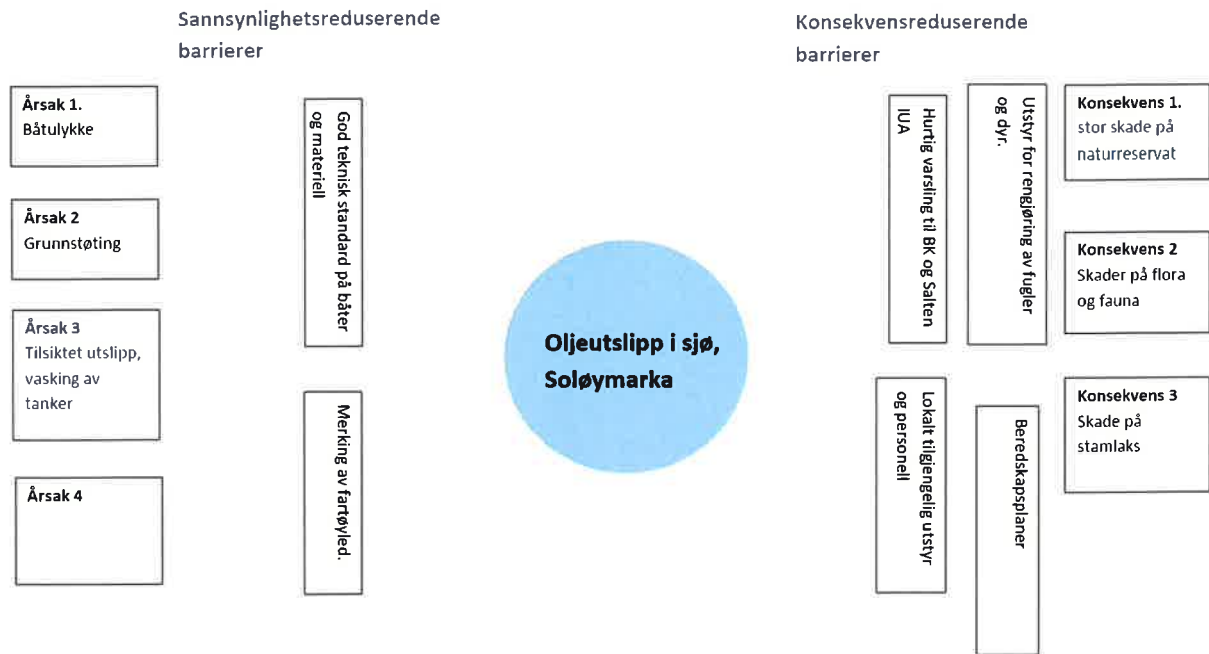 Sannsynlighetsreduserende
barrierer
Konsekvensreduserende
barrierer
Årsak 1.
Båtulykke
Årsak 2
Grunnstøting
Årsak 3
Tilsiktet utslipp,
vasking av
tanker
Årsak 4
God teknisk standard på båter
og materiell
Merking av fartøyled.
Oljeutslipp i sjø,
Soløymarka
Hurtig varsling til BK og Salten
IUA
Utstyr for rengjøring av fugler
og dyr.
Lokalt tilgjengelig utstyr
og personell
Beredskapsplaner
Konsekvens 1.
stor skade på
naturreservat
Konsekvens 2
Skader på flora
og fauna
Konsekvens 3
Skade på
stamlaks